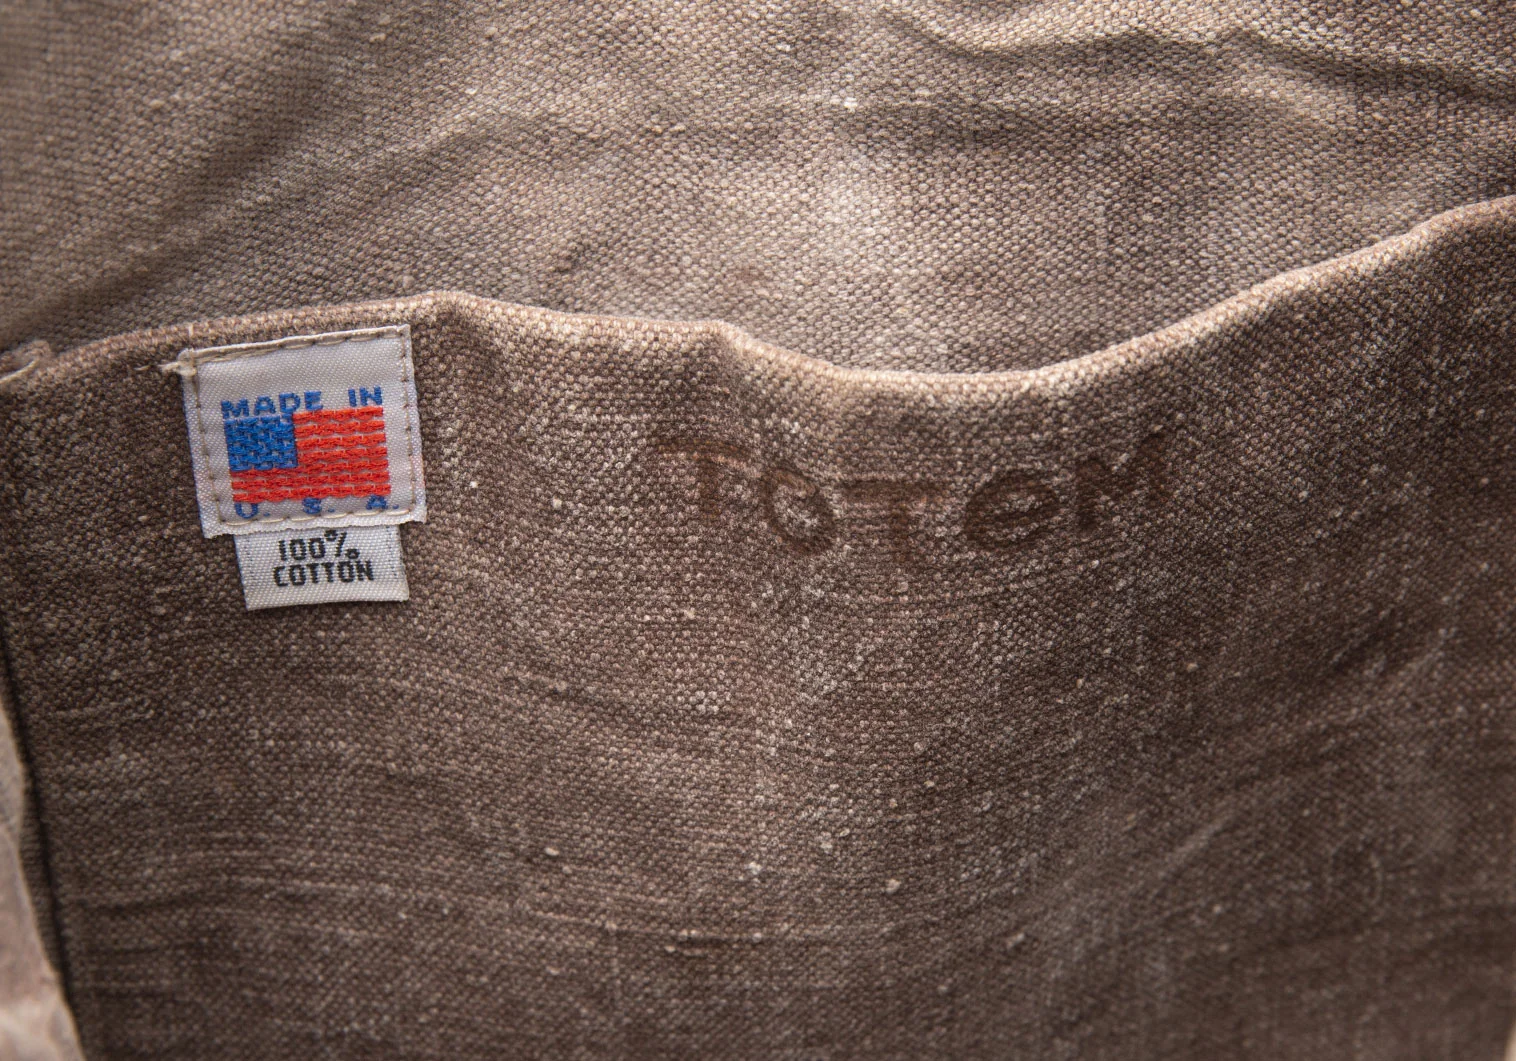 MADE IN
U. S. A.
100%
COTTON
ToTeM